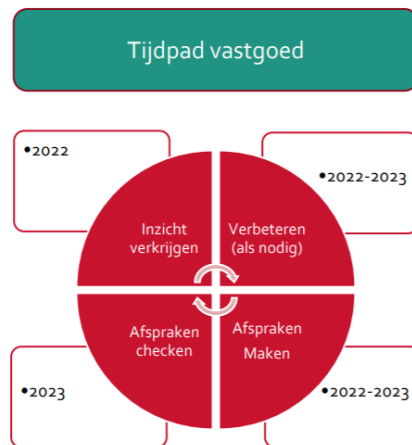 Tijdpad vastgoed
•2022
•2022-2023
Inzicht
verkrijgen
Verbeteren
(als nodig)
Afspraken
checken
Afspraken
Maken
•2023
•2022-2023